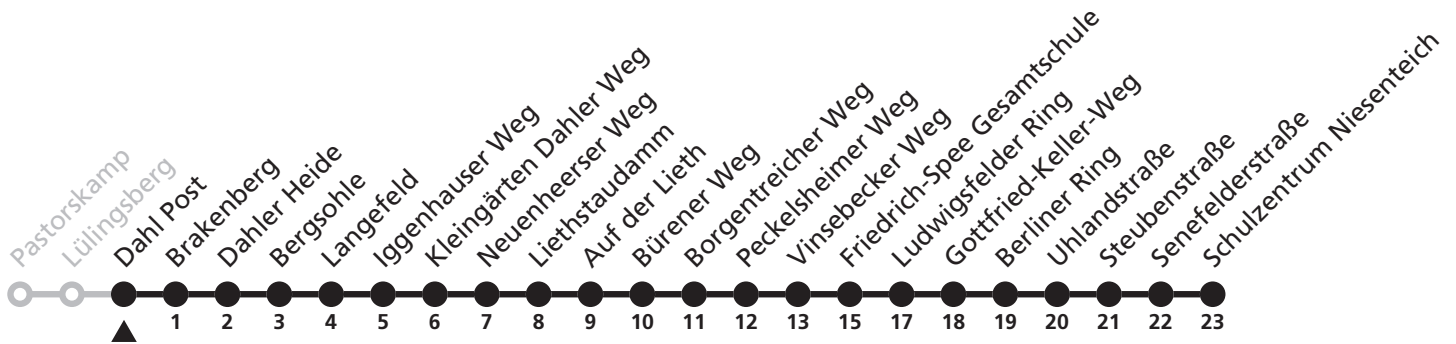 Pastorskamp
Lüllingsberg
Dahl Post
Brakenberg
Dahler Heide
Bergsohle
Langefeld
Iggenhauser Weg
Kleingärten Dahler Weg
Neuenheerser Weg
Liethstaudamm
Auf der Lieth
Bürener Weg
Borgentreicher Weg
Peckelsheimer Weg
Vinsebecker Weg
Friedrich-Spee Gesamtschule
Ludwigsfelder Ring
Gottfried-Keller-Weg
Berliner Ring
Uhlandstraße
Steubenstraße
Senefelderstraße
Schulzentrum Niesenteich
1 2 3 4 5 6 7 8 9 10 11 12 13 15 17 18 19 20 21 22 23